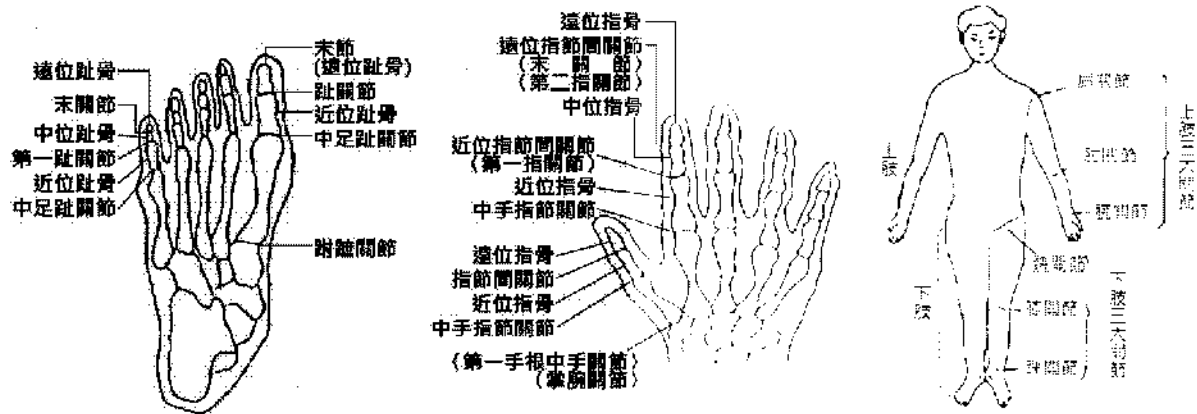 遠位趾骨
末關節
中位趾骨
第一趾關節
近位趾骨
中足趾關節
末節
(遠位趾骨)
趾關節
近位趾骨
中足趾關節
跗蹠關節
遠位指骨
遠位指節間關節
(末關節)
(第二指關節)
中位指骨
近位指節間關節
(第一指關節)
近位指骨
中手指節關節
遠位指骨
指節間關節
近位指骨
中手指節關節
(第一手根中手關節)
(掌腕關節)
上肢
肩關節
肘關節
腕關節
上肢三大關節
下肢
髖關節
膝關節
踝關節
下肢三大關節